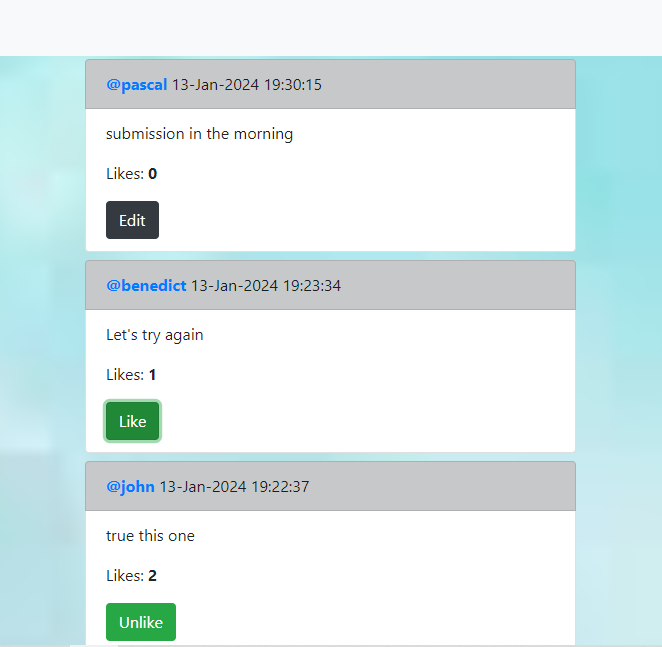 @pascal 13-Jan-2024 19:30:15
submission in the morning
Likes: 0
Edit
@benedict 13-Jan-2024 19:23:34
Let's try again
Likes: 1
Like
@john 13-Jan-2024 19:22:37
true this one
Likes: 2
Unlike